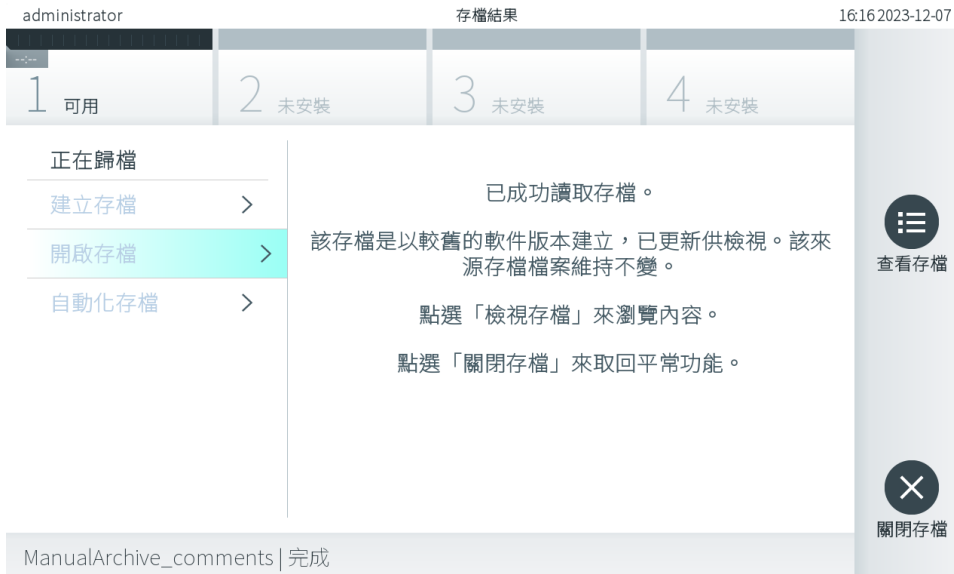 administrator
存檔結果
16:16 2023-12-07
--:--
1 可用
2 未安裝
3 未安裝
4 未安裝
正在歸檔
建立存檔
開啟存檔
自動化存檔
已成功讀取存檔。
該存檔是以較舊的軟件版本建立，已更新供檢視。該來
源存檔檔案維持不變。
點選「檢視存檔」來瀏覽內容。
點選「關閉存檔」來取回平常功能。
查看存檔
關閉存檔
ManualArchive_comments | 完成